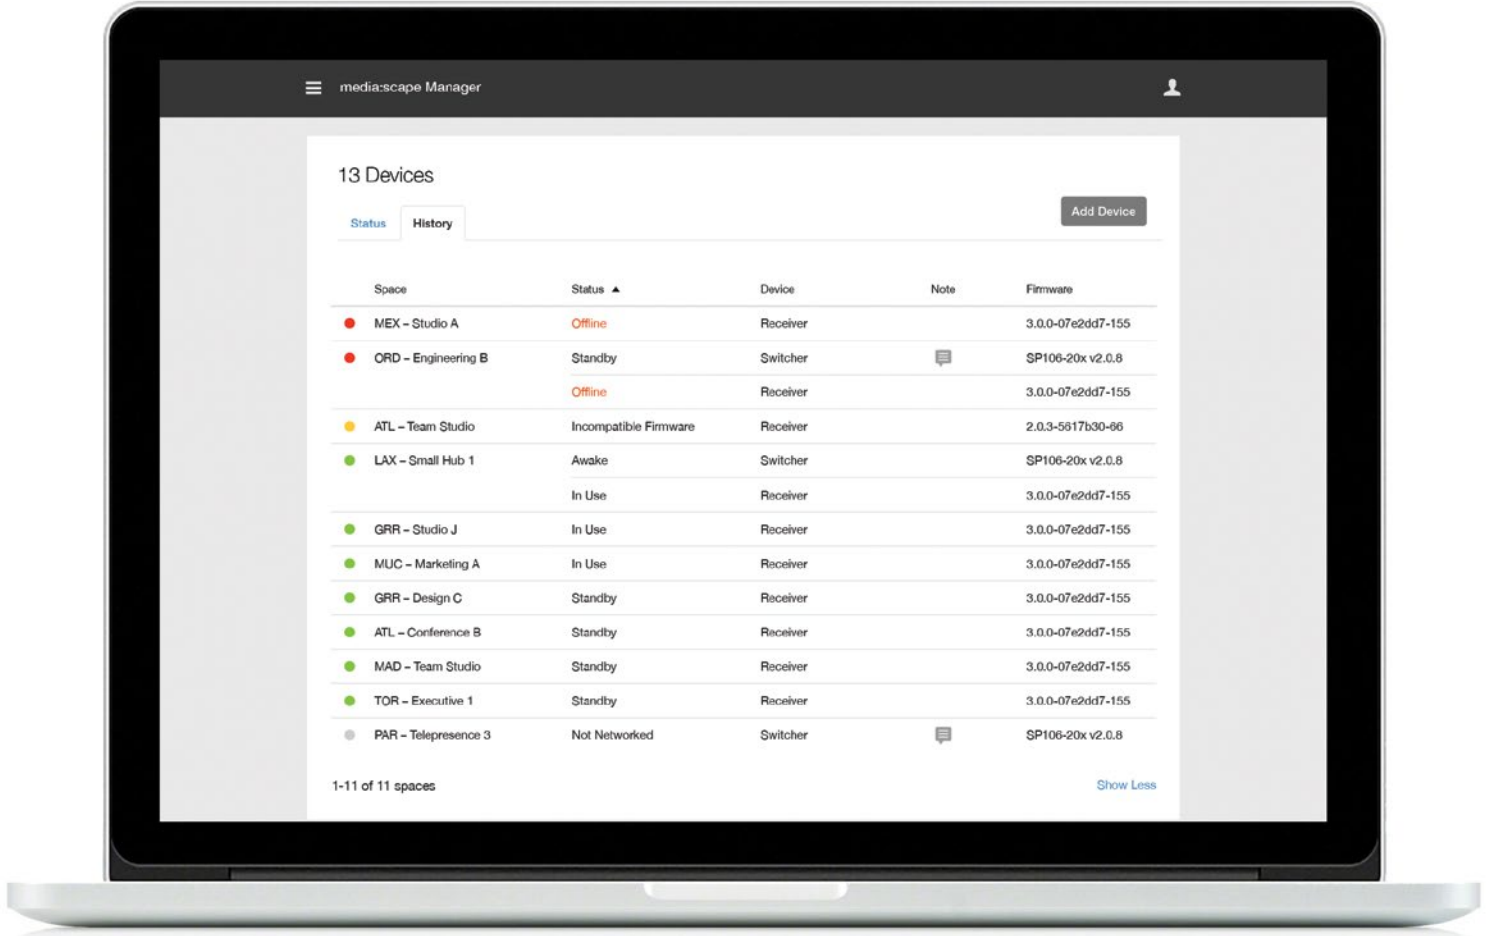 media:scape Manager
13 Devices
Add Device
Status History
Space Status ▲ Device Note Firmware
MEX – Studio A Offline Receiver 3.0.0-07e2dd7-155
ORD – Engineering B Standby Switcher SP106-20x v2.0.8
Offline Receiver 3.0.0-07e2dd7-155
ATL – Team Studio Incompatible Firmware Receiver 2.0.3-5617b30-66
LAX – Small Hub 1 Awake Switcher SP106-20x v2.0.8
In Use Receiver 3.0.0-07e2dd7-155
GRR – Studio J In Use Receiver 3.0.0-07e2dd7-155
MUC – Marketing A In Use Receiver 3.0.0-07e2dd7-155
GRR – Design C Standby Receiver 3.0.0-07e2dd7-155
ATL – Conference B Standby Receiver 3.0.0-07e2dd7-155
MAD – Team Studio Standby Receiver 3.0.0-07e2dd7-155
TOR – Executive 1 Standby Receiver 3.0.0-07e2dd7-155
PAR – Telepresence 3 Not Networked Switcher SP106-20x v2.0.8
1-11 of 11 spaces Show Less